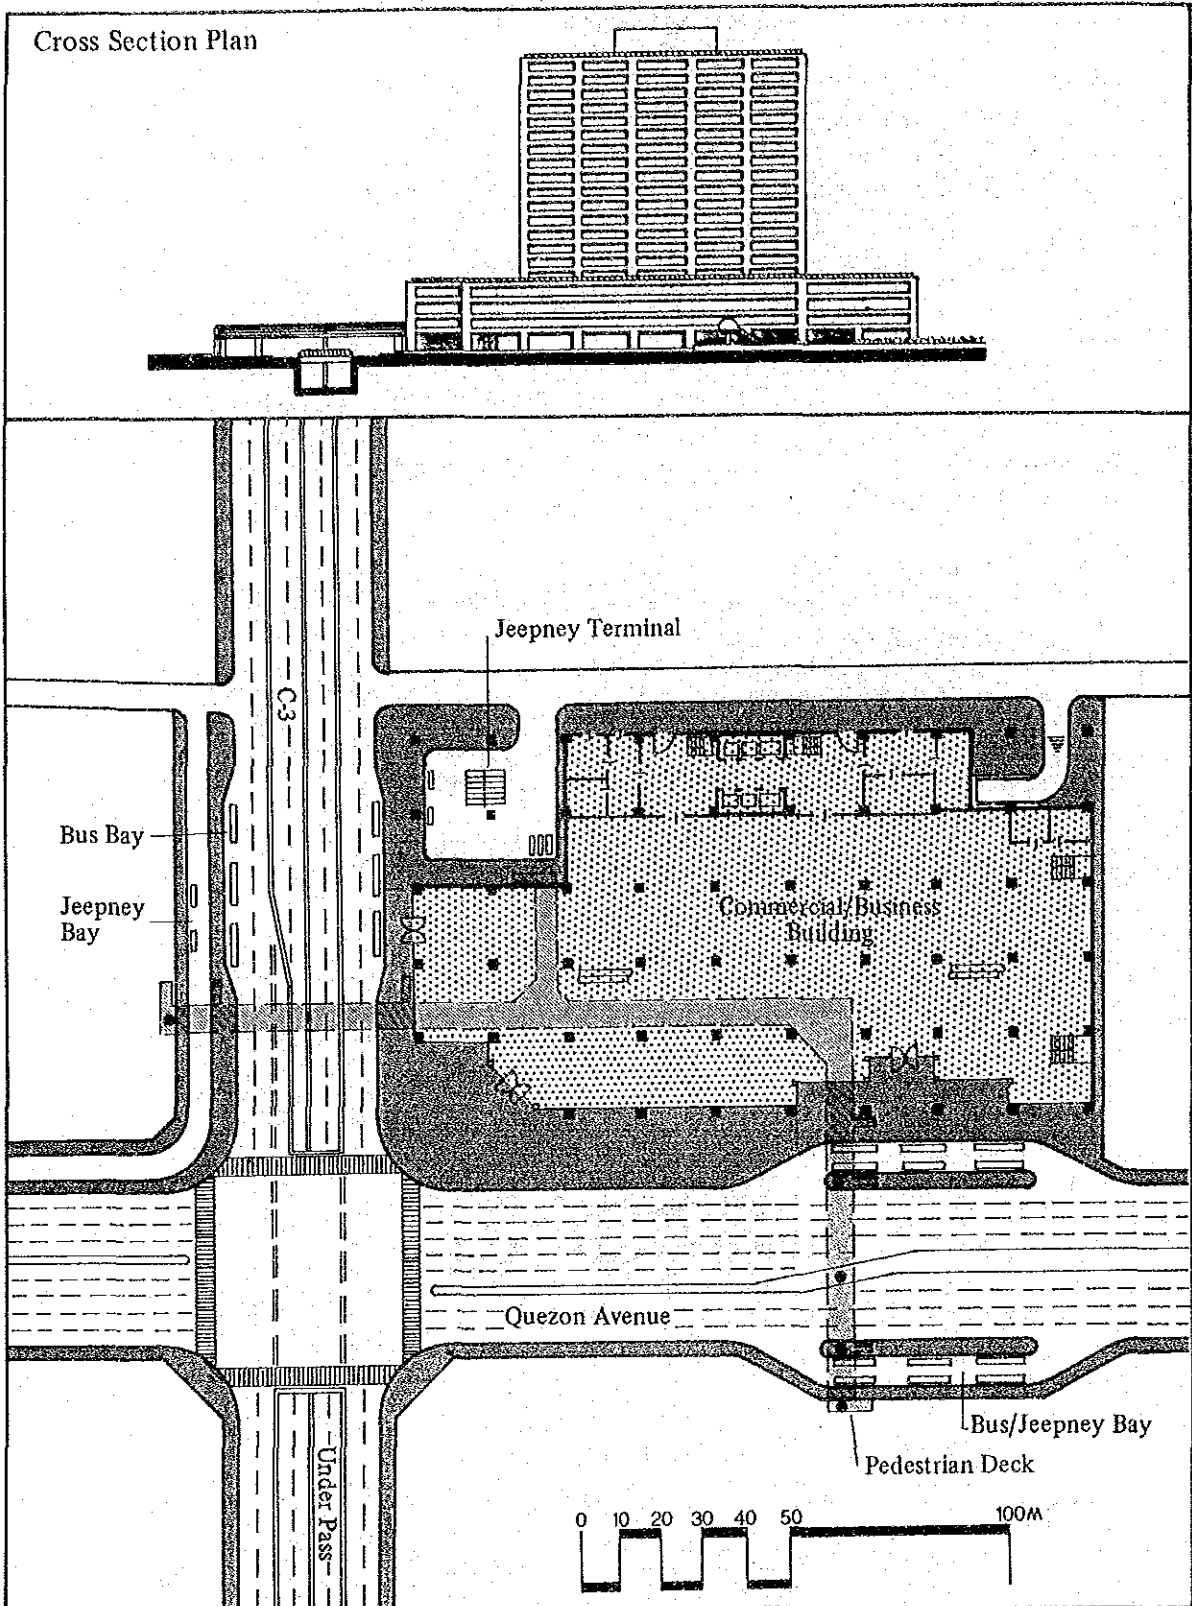 Cross Section Plan
Jeepney Terminal
C-3
Bus Bay
Jeepney
Bay
Commercial/Business
Building
Quezon Avenue
Bus/Jeepney Bay
Pedestrian Deck
Under Pass
0 10 20 30 40 50 100M